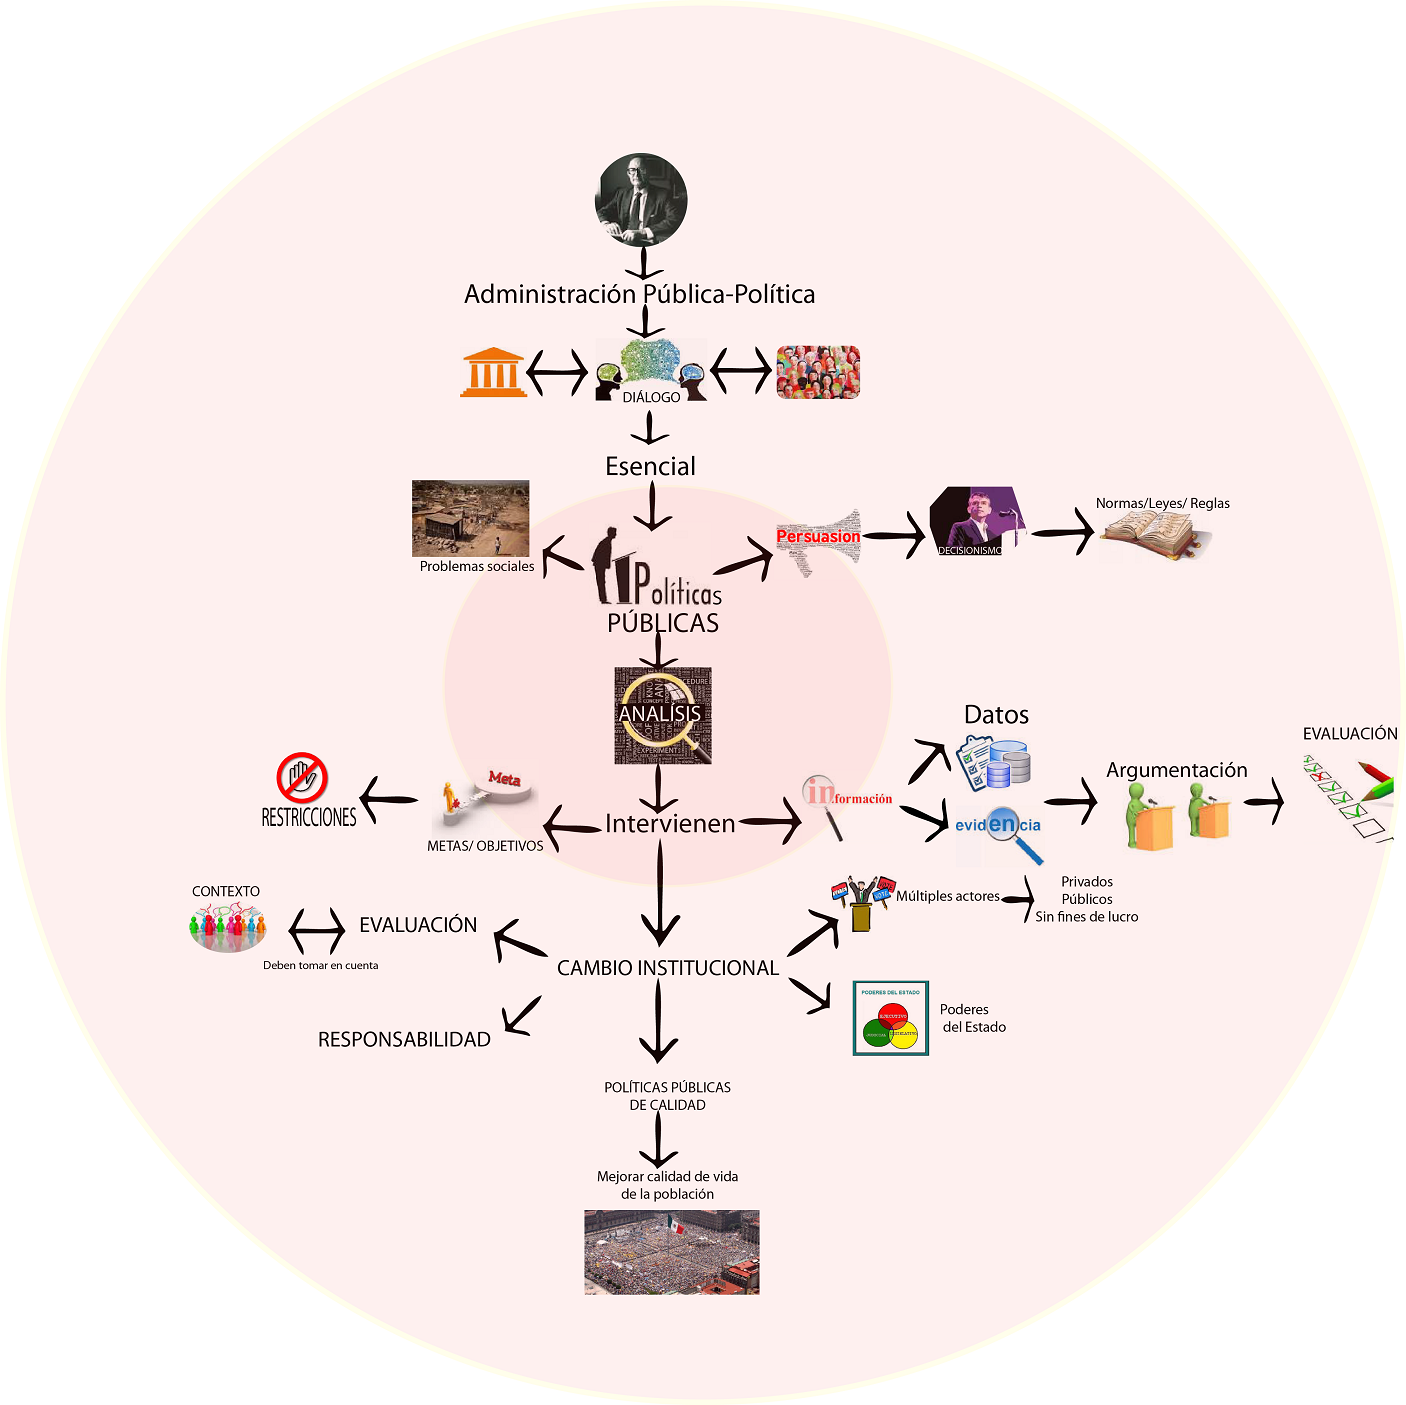 Administración Pública-Política
DIÁLOGO
Esencial
Problemas sociales
Persuasion
DECISIONISMO
Normas/Leyes/ Reglas
Políticas
PÚBLICAS
ANALÍSIS
EXPERIMENT
Datos
EVALUACIÓN
Meta
METAS/ OBJETIVOS
RESTRICCIONES
Intervienen
información
Argumentación
evidencia
CONTEXTO
EVALUACIÓN
Deben tomar en cuenta
Múltiples actores
Privados
Públicos
Sin fines de lucro
CAMBIO INSTITUCIONAL
RESPONSABILIDAD
PODERES DEL ESTADO
EJECUTIVO
Poderes
del Estado
POLÍTICAS PÚBLICAS
DE CALIDAD
Mejorar calidad de vida
de la población